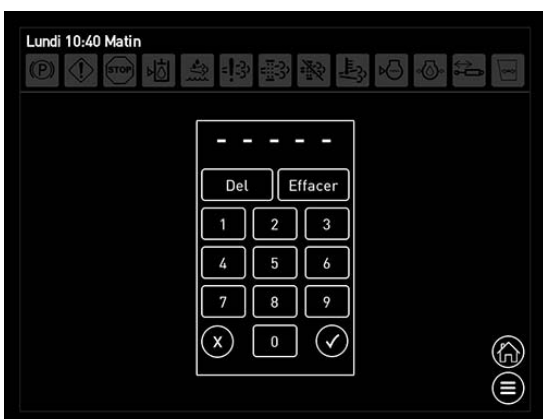 Lundi 10:40 Matin
(P) STOP
- - - - -
Del Effacer
1 2 3
4 5 6
7 8 9
X 0